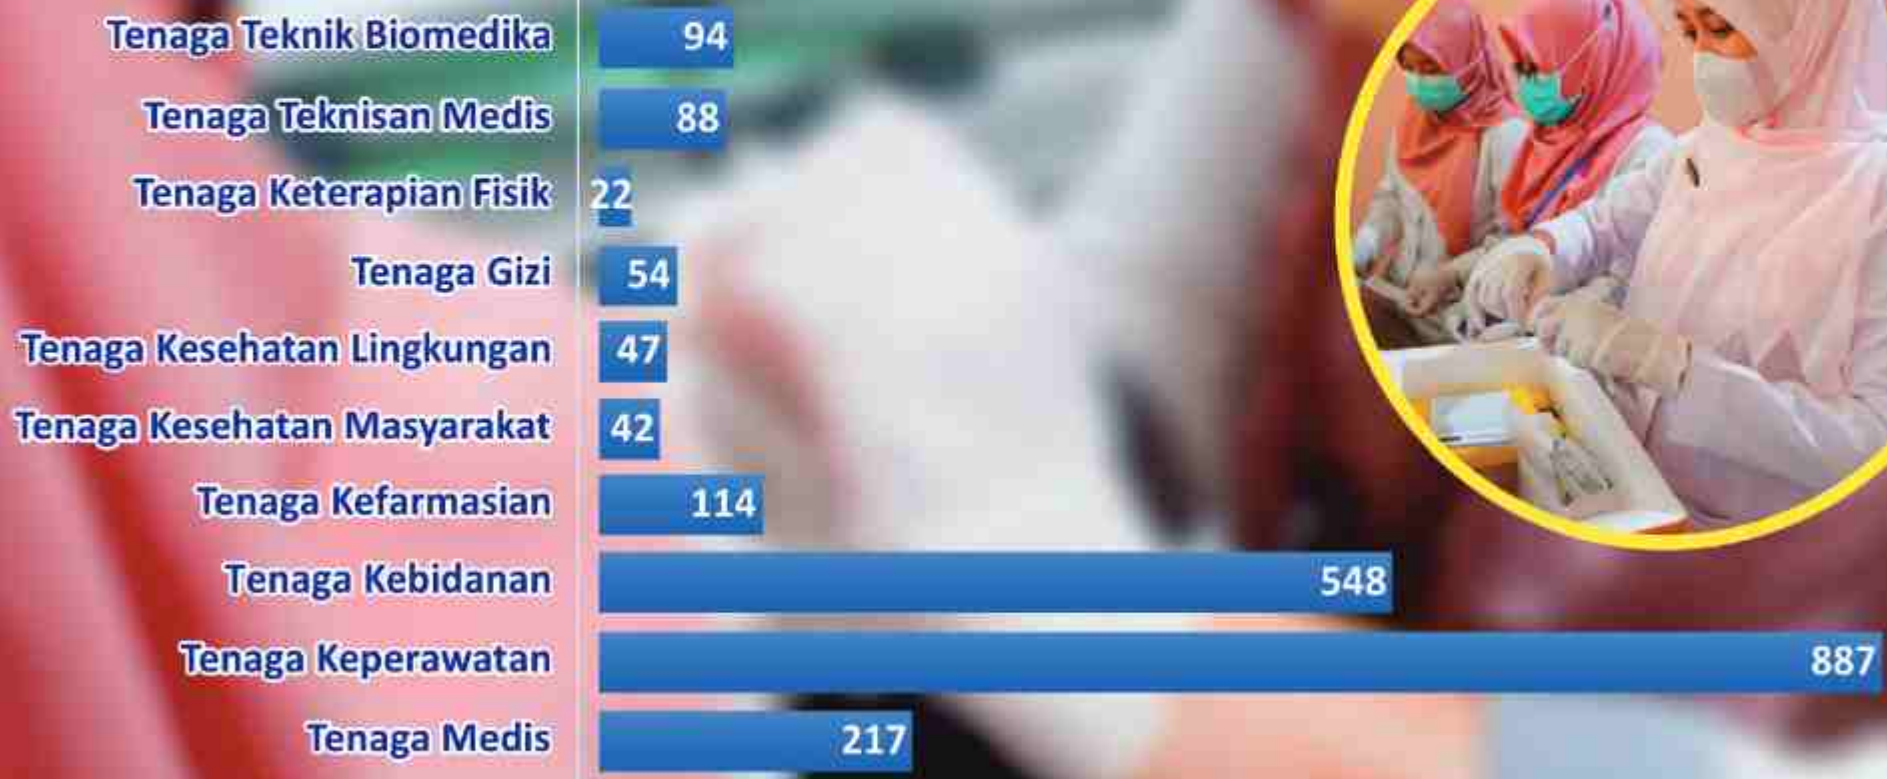 Tenaga Teknik Biomedika 94
Tenaga Teknisan Medis 88
Tenaga Keterapian Fisik 22
Tenaga Gizi 54
Tenaga Kesehatan Lingkungan 47
Tenaga Kesehatan Masyarakat 42
Tenaga Kefarmasian 114
Tenaga Kebidanan 548
Tenaga Keperawatan 887
Tenaga Medis 217